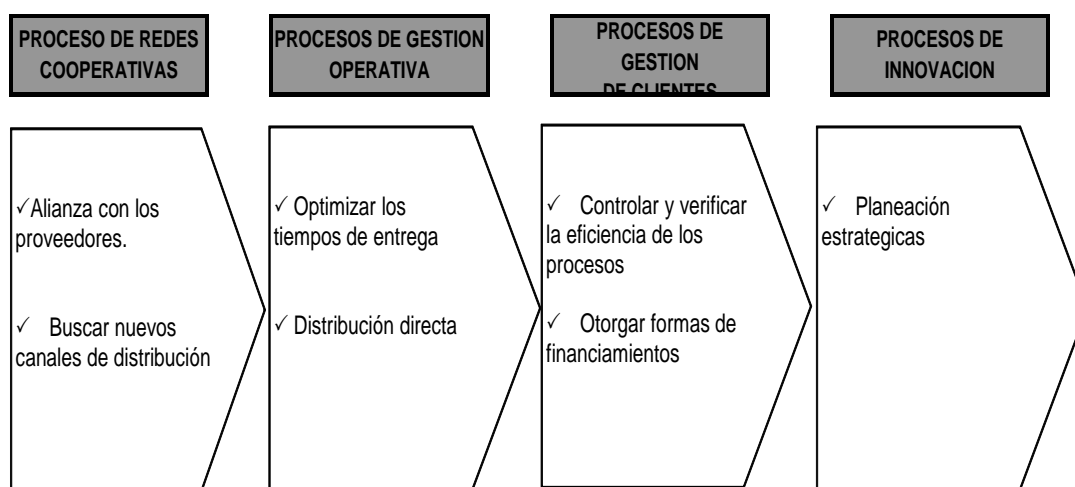 PROCESO DE REDES
COOPERATIVAS
PROCESOS DE GESTION
OPERATIVA
PROCESOS DE
GESTION
DE CLIENTES
PROCESOS DE
INNOVACION
✓Alianza con los
proveedores.
✓ Buscar nuevos
canales de distribución
✓ Optimizar los
tiempos de entrega
✓ Distribución directa
✓ Controlar y verificar
la eficiencia de los
procesos
✓ Otorgar formas de
financiamientos
✓ Planeación
estrategicas